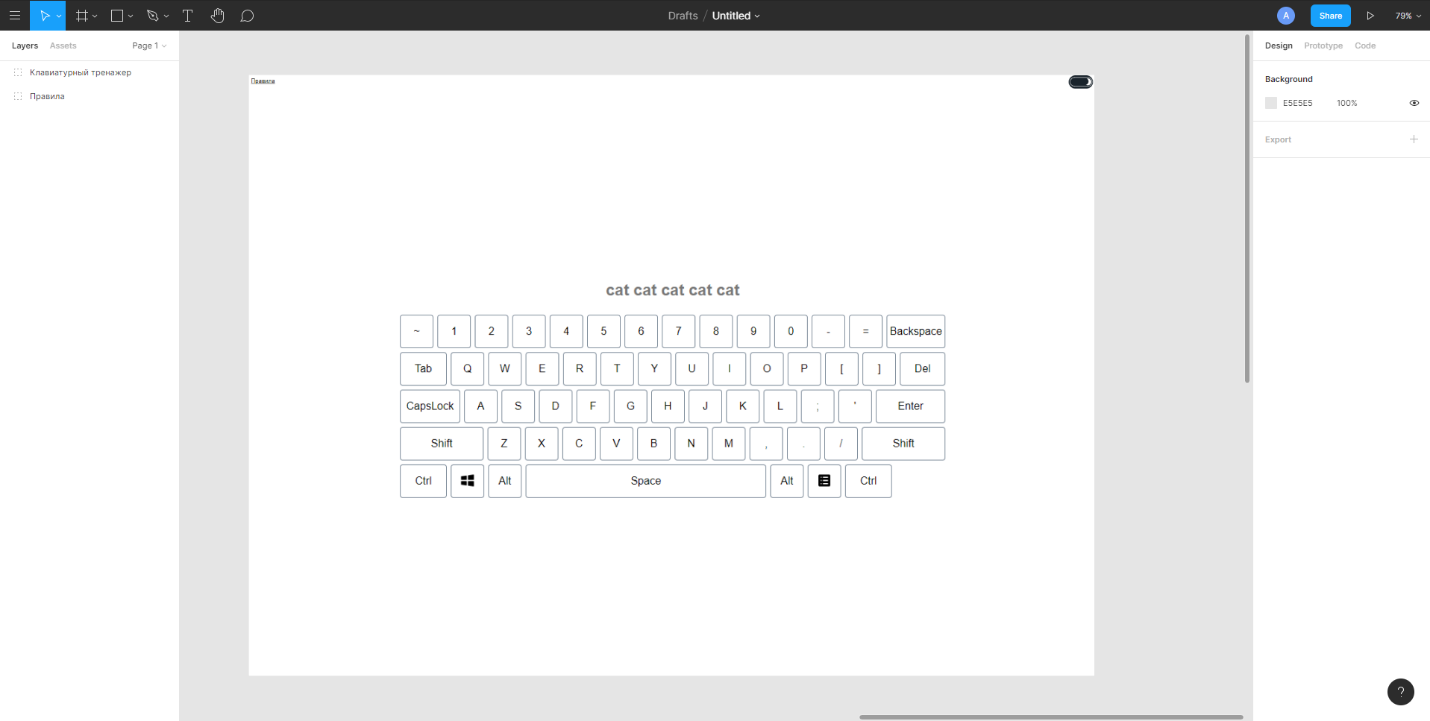 Drafts / Untitled
A
Share
79%
Layers Assets Page 1
Design Prototype Code
Клавиатурный тренажер
Правила
Background
E5E5E5 100%
Export
Правила
cat cat cat cat cat
~ 1 2 3 4 5 6 7 8 9 0 - = Backspace
Tab Q W E R T Y U I O P [ ] Del
CapsLock A S D F G H J K L ; ' Enter
Shift Z X C V B N M , . / Shift
Ctrl Alt Space Alt Ctrl
?